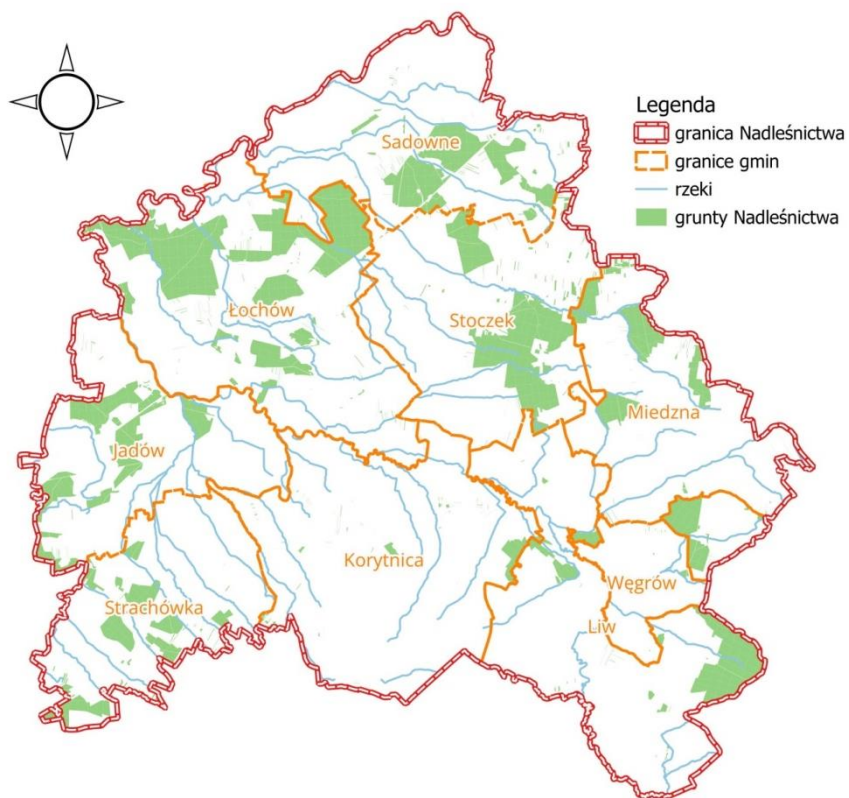 Legenda
granica Nadleśnictwa
granice gmin
rzeki
grunty Nadleśnictwa
Sadowne
Łochów
Stoczek
Miedzna
Jadów
Korytnica
Węgrów
Strachówka
Liw